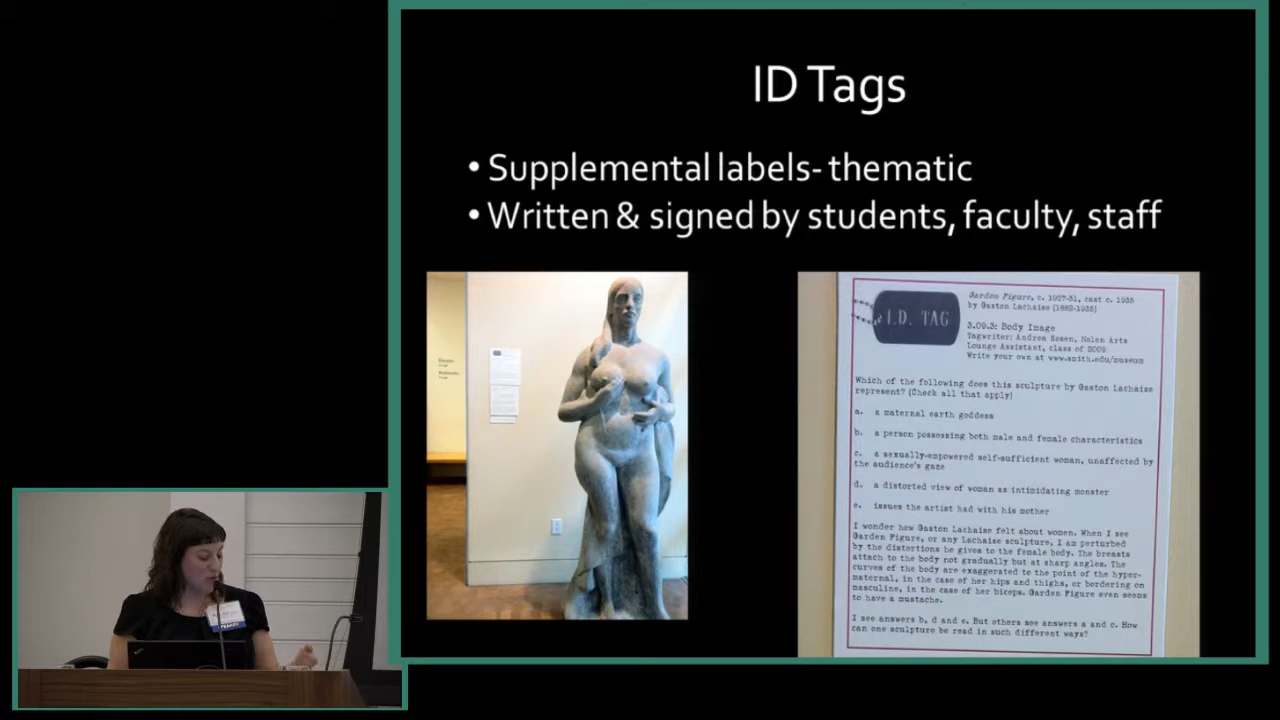 ID Tags
• Supplemental labels- thematic
• Written & signed by students, faculty, staff
I.D. TAG
Garden Figure, c. 1927-31, cast c. 1935
by Gaston Lachaise (1882-1935)
3.09.3: Body Image
Tagwriter: Andrea Rosen, Nolen Arts
Lounge Assistant, class of 2009
Write your own at www.smith.edu/museum
Which of the following does this sculpture by Gaston Lachaise
represent? (Check all that apply)
a. a maternal earth goddess
b. a person possessing both male and female characteristics
c. a sexually-empowered self-sufficient woman, unaffected by
the audience's gaze
d. a distorted view of woman as intimidating monster
e. issues the artist had with his mother
I wonder how Gaston Lachaise felt about women. When I see
Garden Figure, or any Lachaise sculpture, I am perturbed
by the distortions he gives to the female body. The breasts
attach to the body not gradually but at sharp angles. The
curves of the body are exaggerated to the point of the hyper-
maternal, in the case of her hips and thighs, or bordering on
masculine, in the case of her biceps. Garden Figure even seems
to have a mustache.
I see answers b, d and e. But others see answers a and c. How
can one sculpture be read in such different ways?